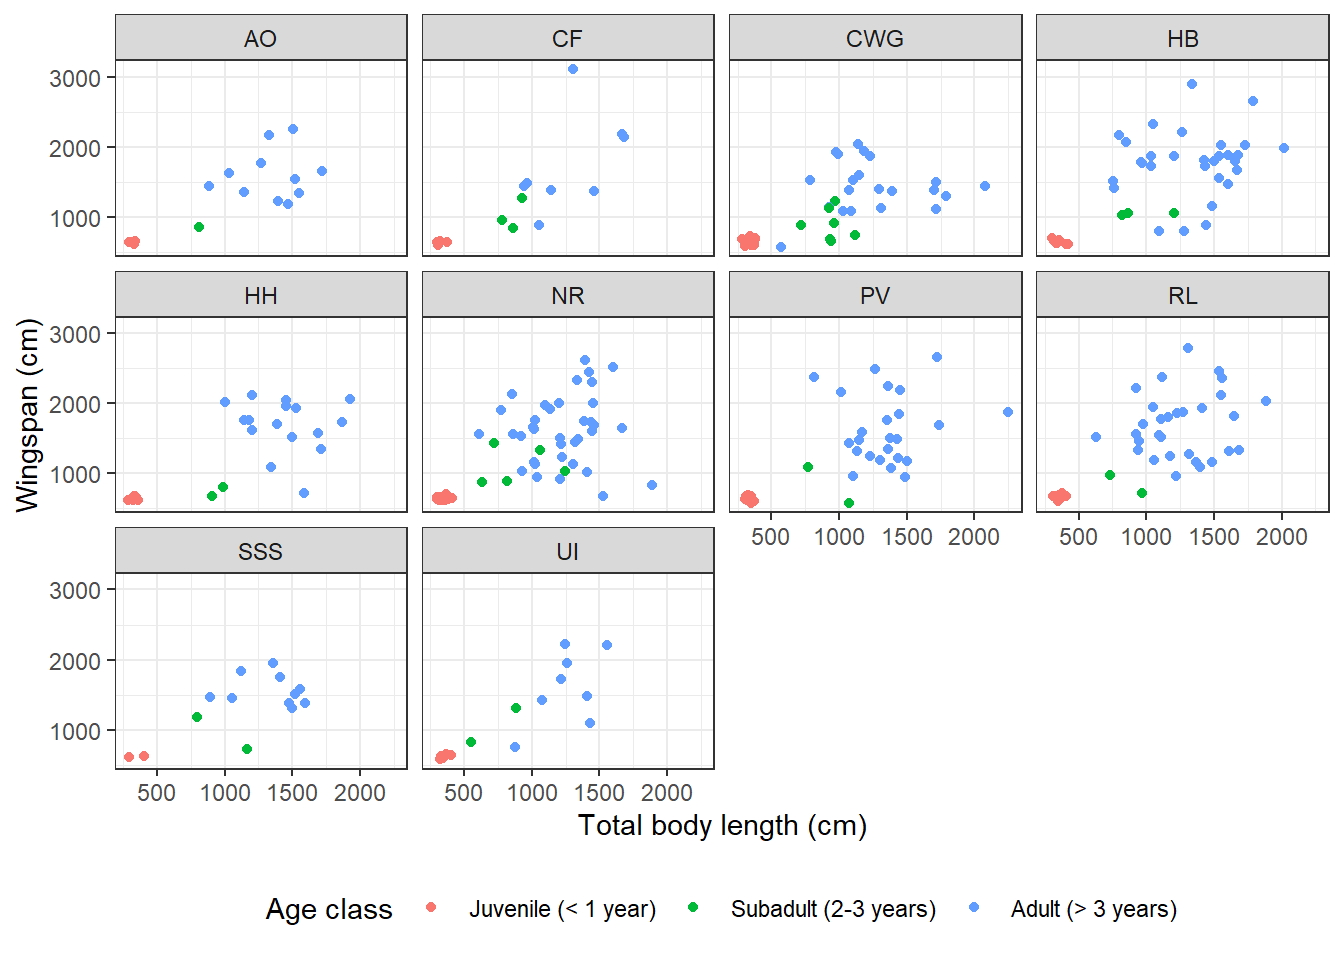 AO CF CWG HB
3000
2000
1000
HH NR PV RL
3000
2000
1000
500 1000 1500 2000 500 1000 1500 2000
SSS UI
3000
2000
1000
500 1000 1500 2000 500 1000 1500 2000
Wingspan (cm)
Total body length (cm)
Age class Juvenile (< 1 year) Subadult (2-3 years) Adult (> 3 years)